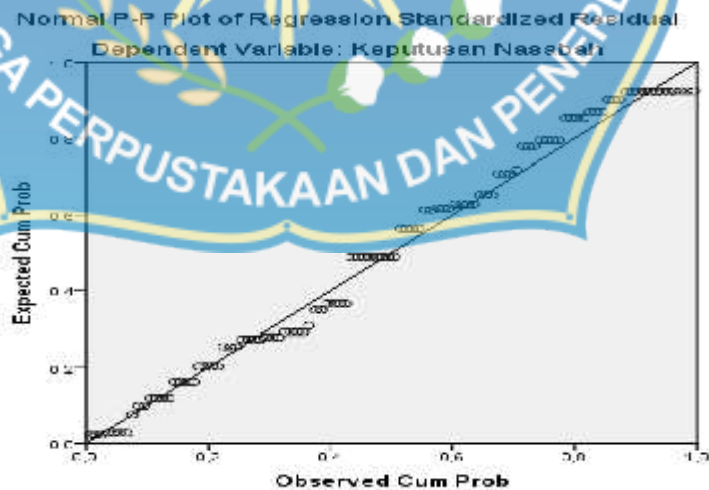 Normal P-P Plot of Regression Standardized Residual
Dependent Variable: Keputusan Nasabah
GA PERPUSTAKAAN DAN PENE
Expected Cum Prob
1,0
0,8
0,6
0,4
0,2
0,0
0,0 0,2 0,4 0,6 0,8 1,0
Observed Cum Prob